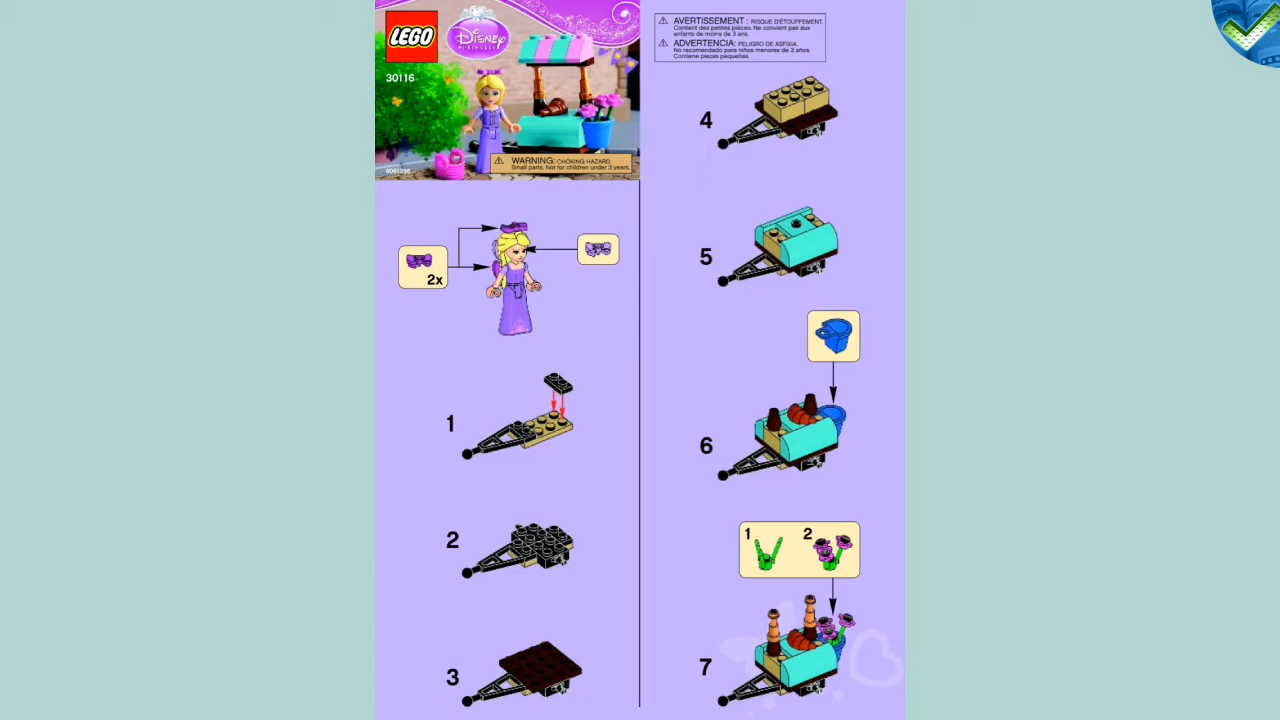 LEGO
Disney
PRINCESS
30116
WARNING: CHOKING HAZARD.
Small parts. Not for children under 3 years.
2x
1
2
3
AVERTISSEMENT : RISQUE D'ÉTOUFFEMENT.
Content des petites pièces. Ne convient pas aux
enfants de moins de 3 ans.
ADVERTENCIA: PELIGRO DE ASFIXIA.
No recomendado para niños menores de 3 años.
Contiene piezas pequeñas.
4
5
6
1 2
7